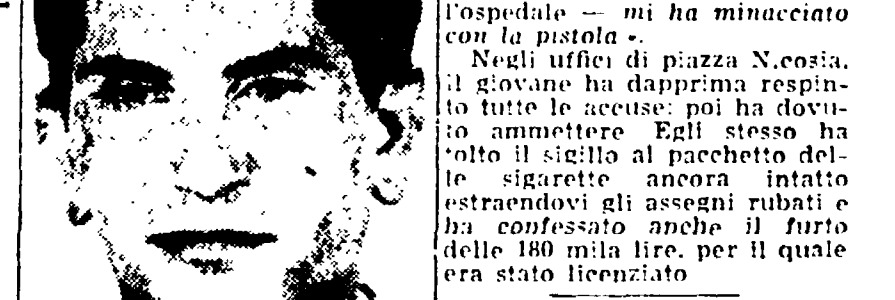 l'ospedale — mi ha minacciato
con la pistola ».
Negli uffici di piazza Nicosia,
il giovane ha dapprima respin-
to tutte le accuse: poi ha dovu-
to ammettere Egli stesso ha
tolto il sigillo al pacchetto del-
le sigarette ancora intatto
estraendovi gli assegni rubati e
ha confessato anche il furto
delle 180 mila lire. per il quale
era stato licenziato